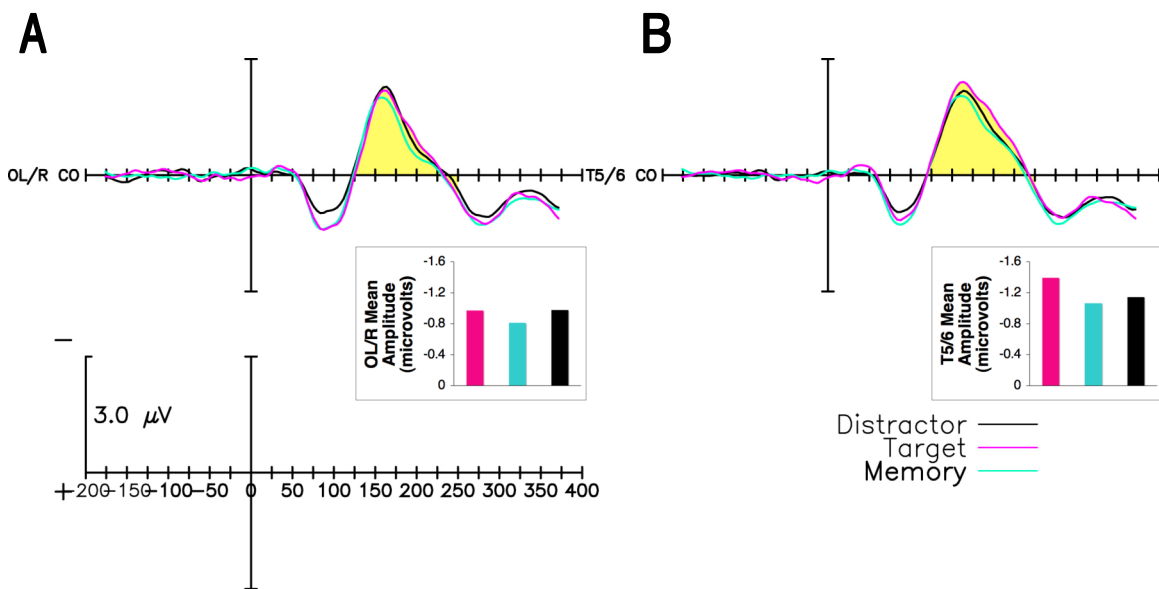 A
B
OL/R CO
T5/6 CO
-1.6
-1.2
-0.8
-0.4
0
OL/R Mean
Amplitude
(microvolts)
-1.6
-1.2
-0.8
-0.4
0
T5/6 Mean
Amplitude
(microvolts)
−
3.0 μV
Distractor
Target
Memory
+
-200 -150 -100 -50 0 50 100 150 200 250 300 350 400